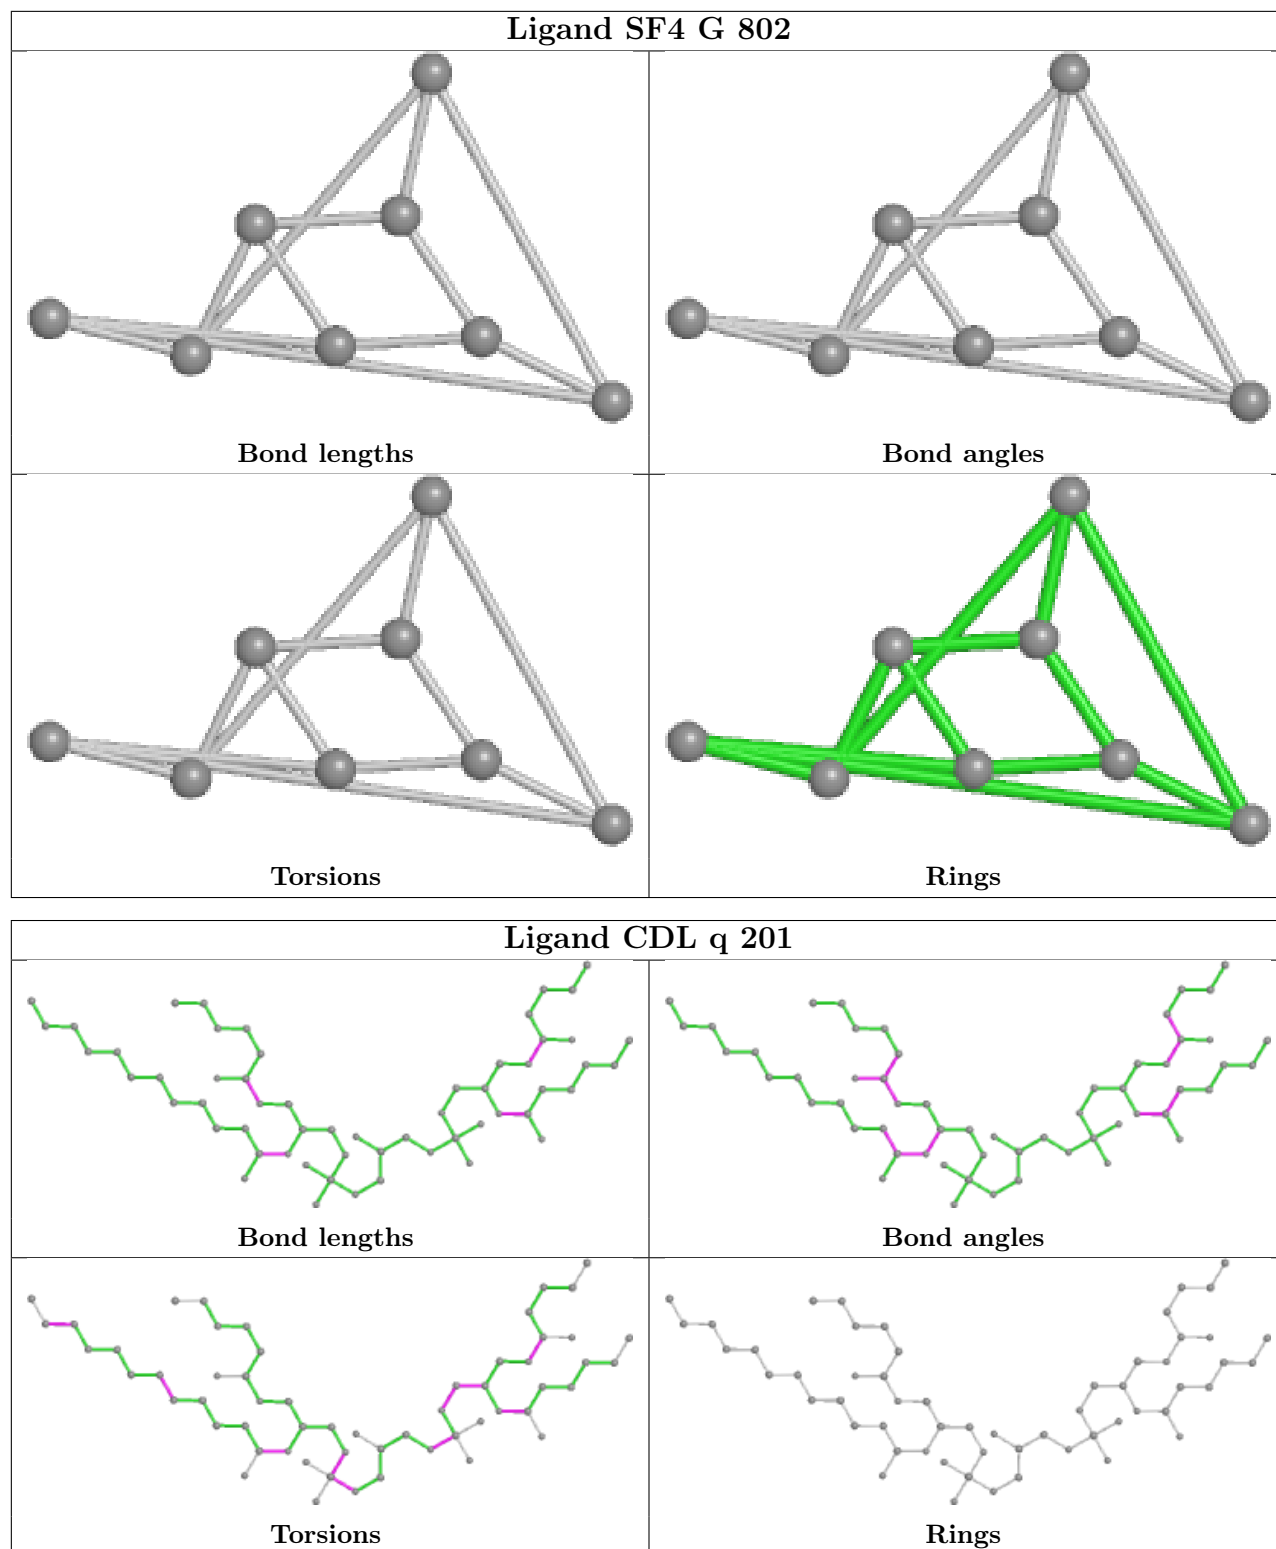 Ligand SF4 G 802
Bond lengths
Bond angles
Torsions
Rings
Ligand CDL q 201
Bond lengths
Bond angles
Torsions
Rings